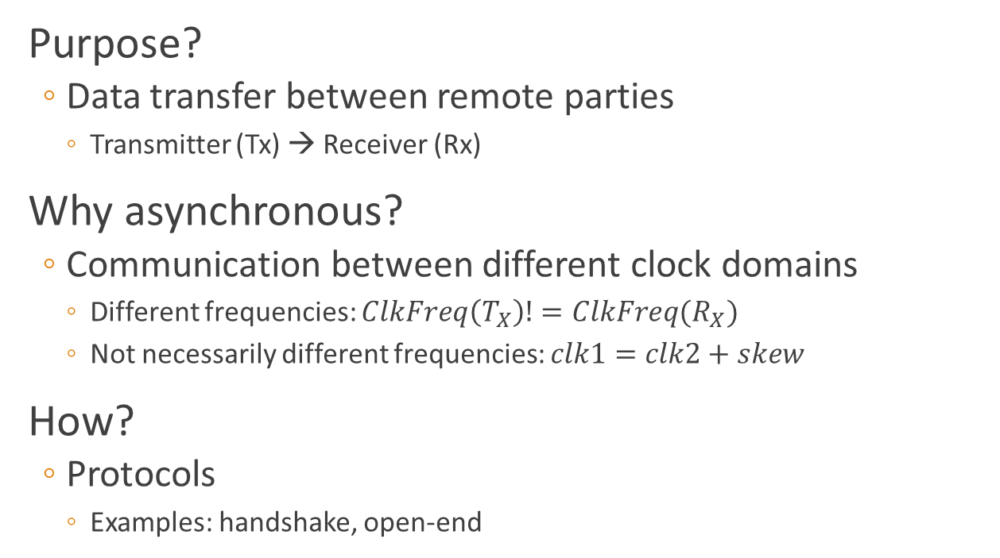 Purpose?
◦ Data transfer between remote parties
◦ Transmitter (Tx) → Receiver (Rx)
Why asynchronous?
◦ Communication between different clock domains
◦ Different frequencies: ClkFreq(T_X)! = ClkFreq(R_X)
◦ Not necessarily different frequencies: clk1 = clk2 + skew
How?
◦ Protocols
◦ Examples: handshake, open-end